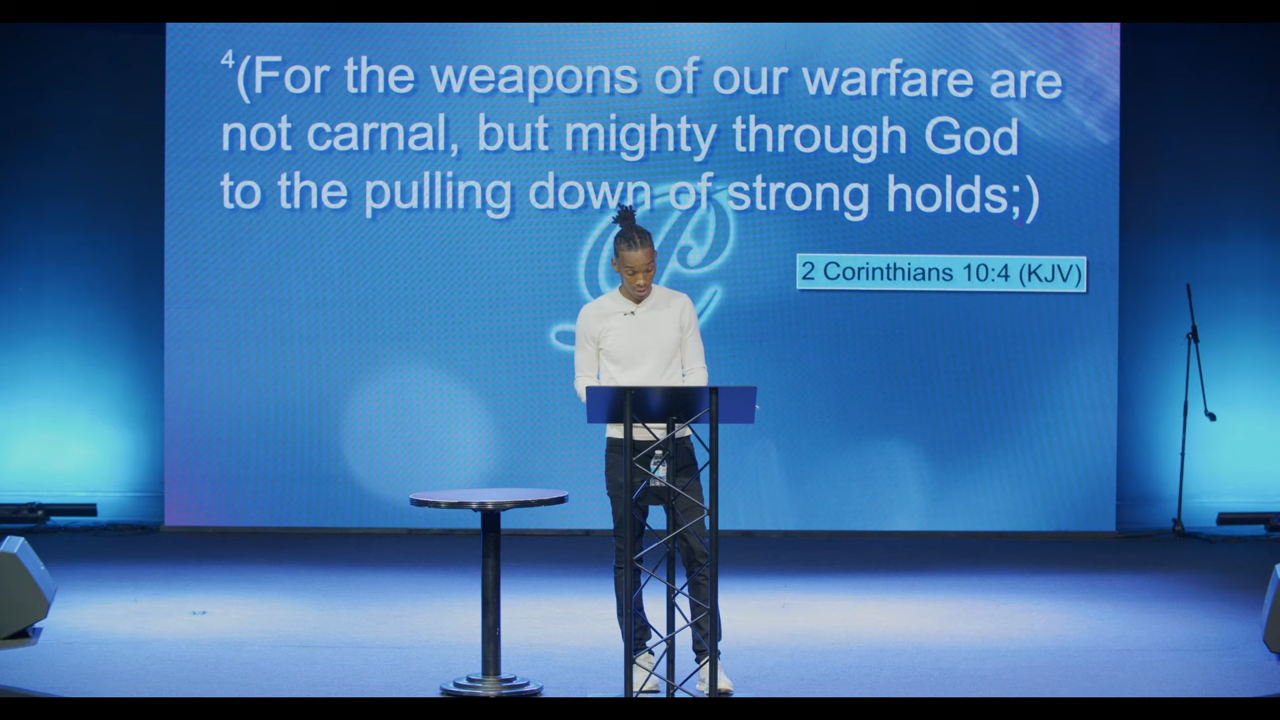 4(For the weapons of our warfare are
not carnal, but mighty through God
to the pulling down of strong holds;)
2 Corinthians 10:4 (KJV)